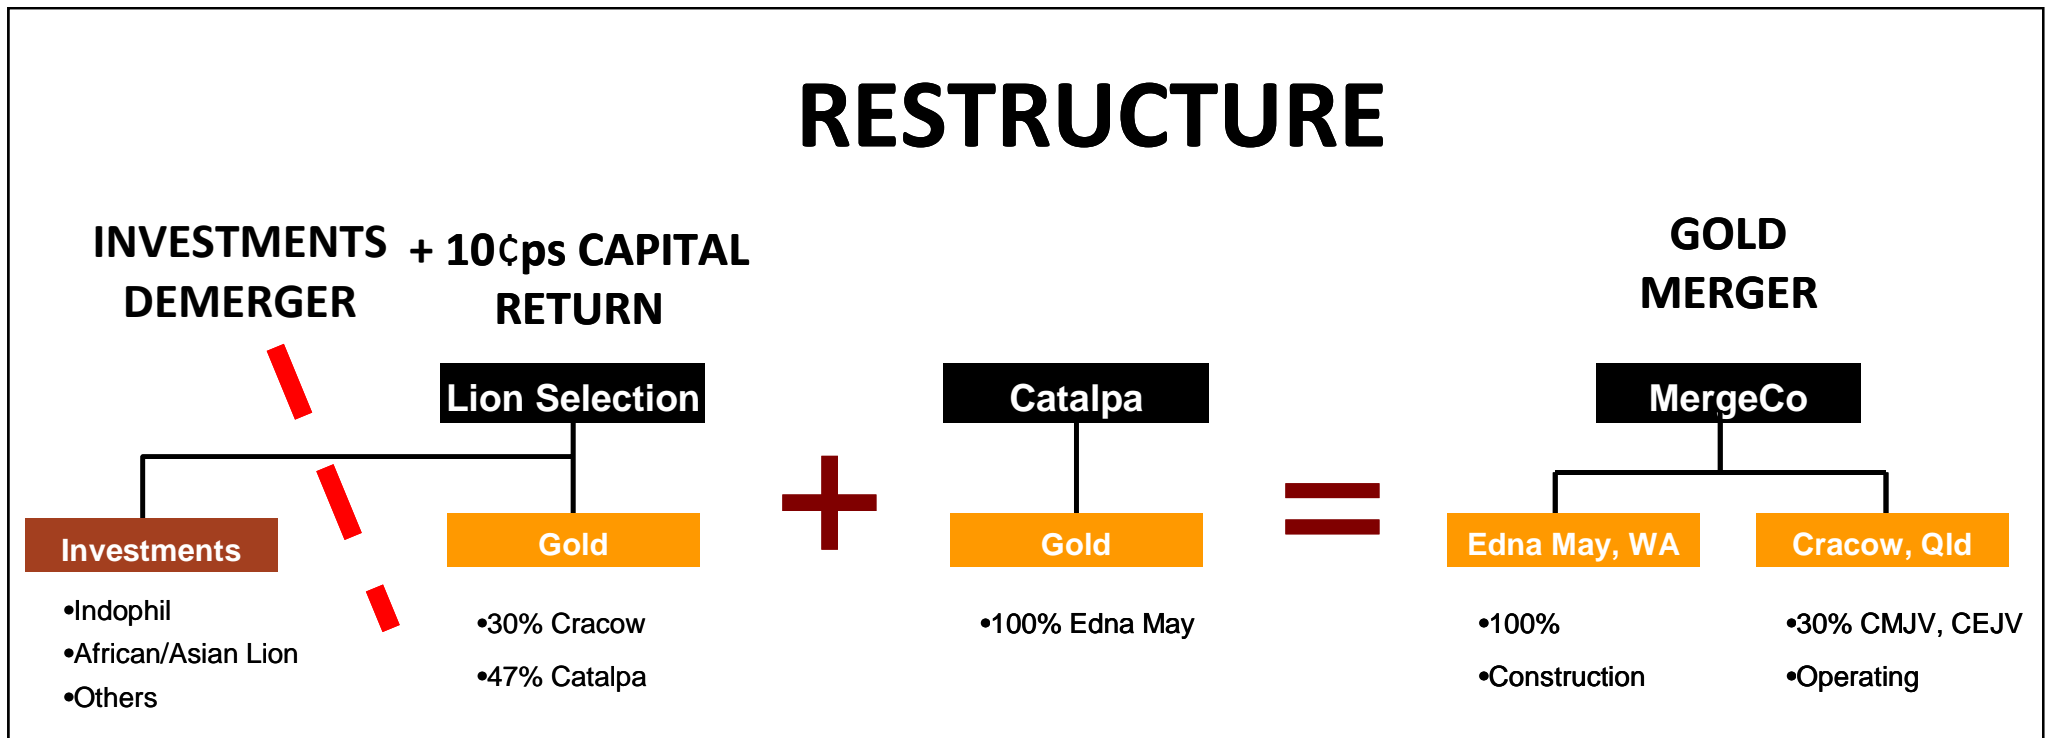 RESTRUCTURE
INVESTMENTS
DEMERGER
+ 10¢ps CAPITAL
RETURN
GOLD
MERGER
Lion Selection
Catalpa
MergeCo
Investments
Gold
Gold
Edna May, WA
Cracow, Qld
•Indophil
•African/Asian Lion
•Others
•30% Cracow
•47% Catalpa
+
•100% Edna May
=
•100%
•Construction
•30% CMJV, CEJV
•Operating